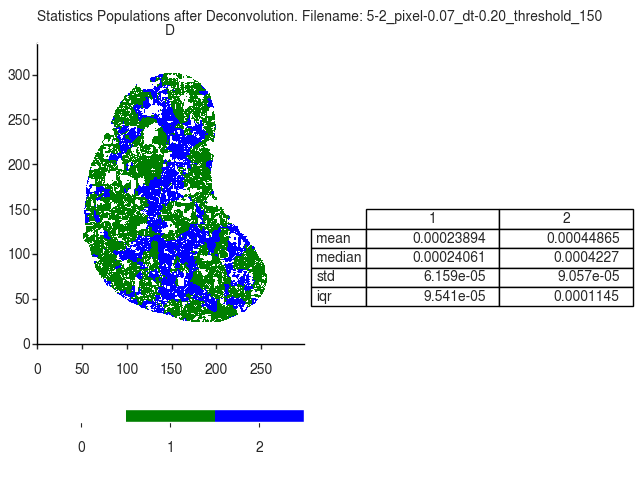 Statistics Populations after Deconvolution. Filename: 5-2_pixel-0.07_dt-0.20_threshold_150
D
300
250
200
150
100
50
0
0 50 100 150 200 250
1 2
mean 0.00023894 0.00044865
median 0.00024061 0.0004227
std 6.159e-05 9.057e-05
iqr 9.541e-05 0.0001145
0 1 2